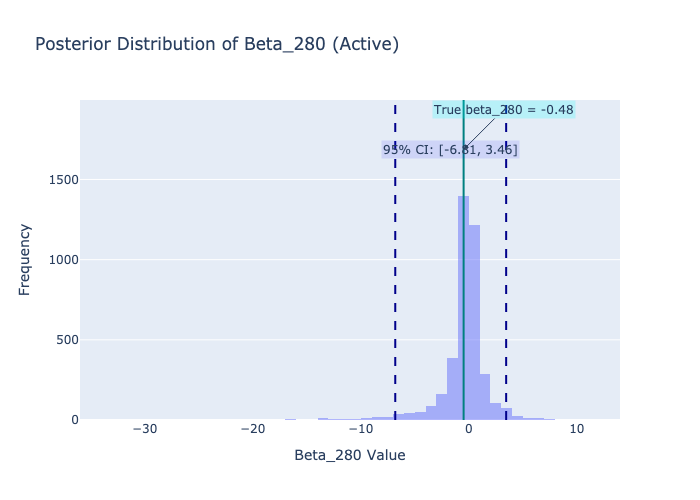 Posterior Distribution of Beta_280 (Active)
True beta_280 = -0.48
95% CI: [-6.81, 3.46]
1500
1000
500
0
Frequency
−30
−20
−10
0
10
Beta_280 Value